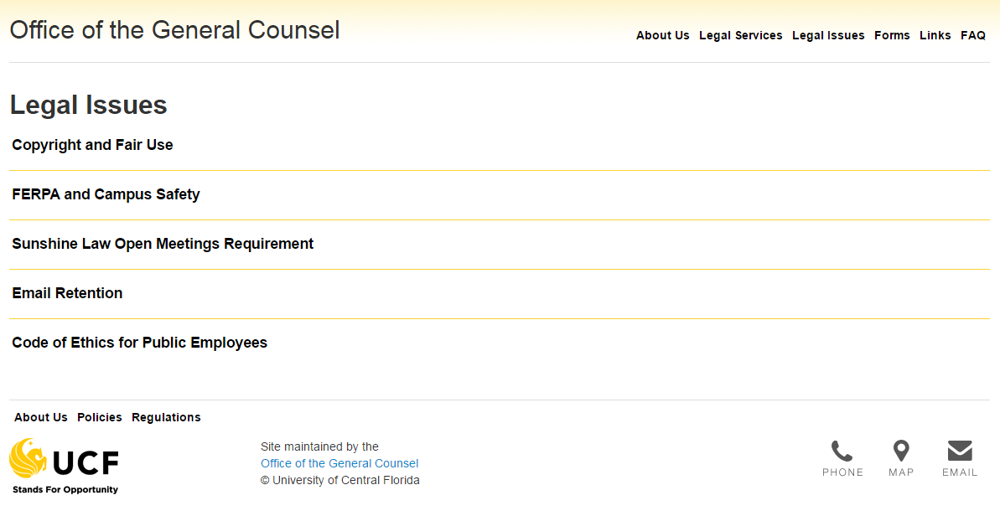 Office of the General Counsel
About Us Legal Services Legal Issues Forms Links FAQ
Legal Issues
Copyright and Fair Use
FERPA and Campus Safety
Sunshine Law Open Meetings Requirement
Email Retention
Code of Ethics for Public Employees
About Us Policies Regulations
UCF
Stands For Opportunity
Site maintained by the
Office of the General Counsel
© University of Central Florida
PHONE MAP EMAIL